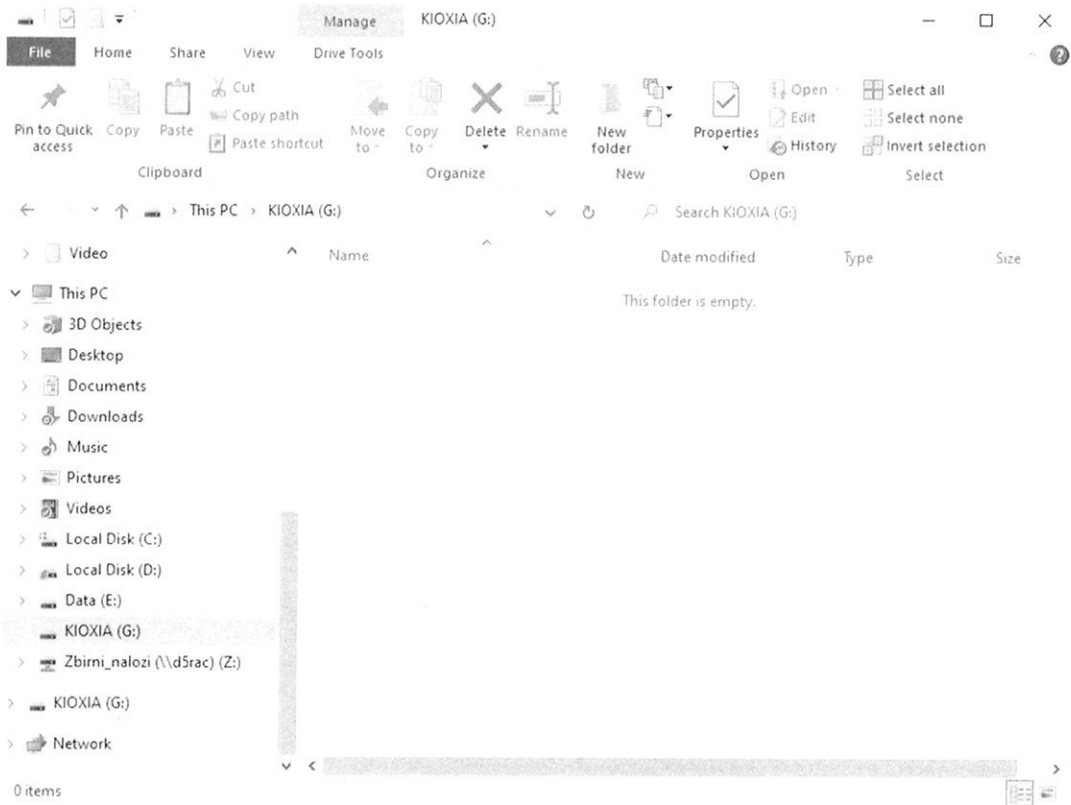 Manage KIOXIA (G:)
File Home Share View Drive Tools
Pin to Quick access
Copy
Paste
Cut
Copy path
Paste shortcut
Move to
Copy to
Delete
Rename
New folder
Properties
Open
Edit
History
Select all
Select none
Invert selection
Clipboard Organize New Open Select
This PC > KIOXIA (G:)
Search KIOXIA (G:)
Name Date modified Type Size
This folder is empty.
Video
This PC
3D Objects
Desktop
Documents
Downloads
Music
Pictures
Videos
Local Disk (C:)
Local Disk (D:)
Data (E:)
KIOXIA (G:)
Zbirni_nalozi (\\d5rac) (Z:)
KIOXIA (G:)
Network
0 items